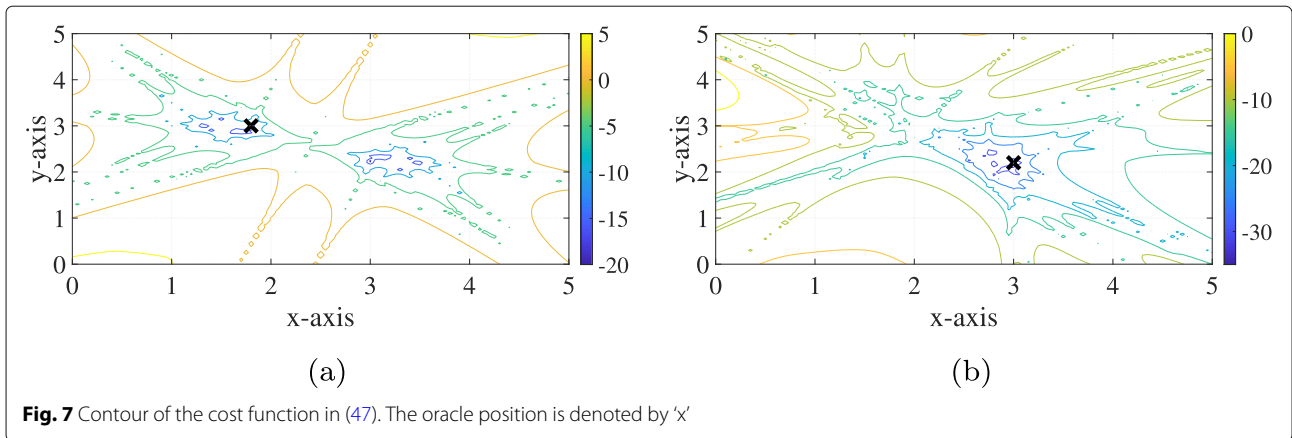 5
4
3
2
1
0
y-axis
0 1 2 3 4 5
x-axis
5
0
-5
-10
-15
-20
(a)
5
4
3
2
1
0
y-axis
0 1 2 3 4 5
x-axis
0
-10
-20
-30
(b)
Fig. 7 Contour of the cost function in (47). The oracle position is denoted by ‘x’